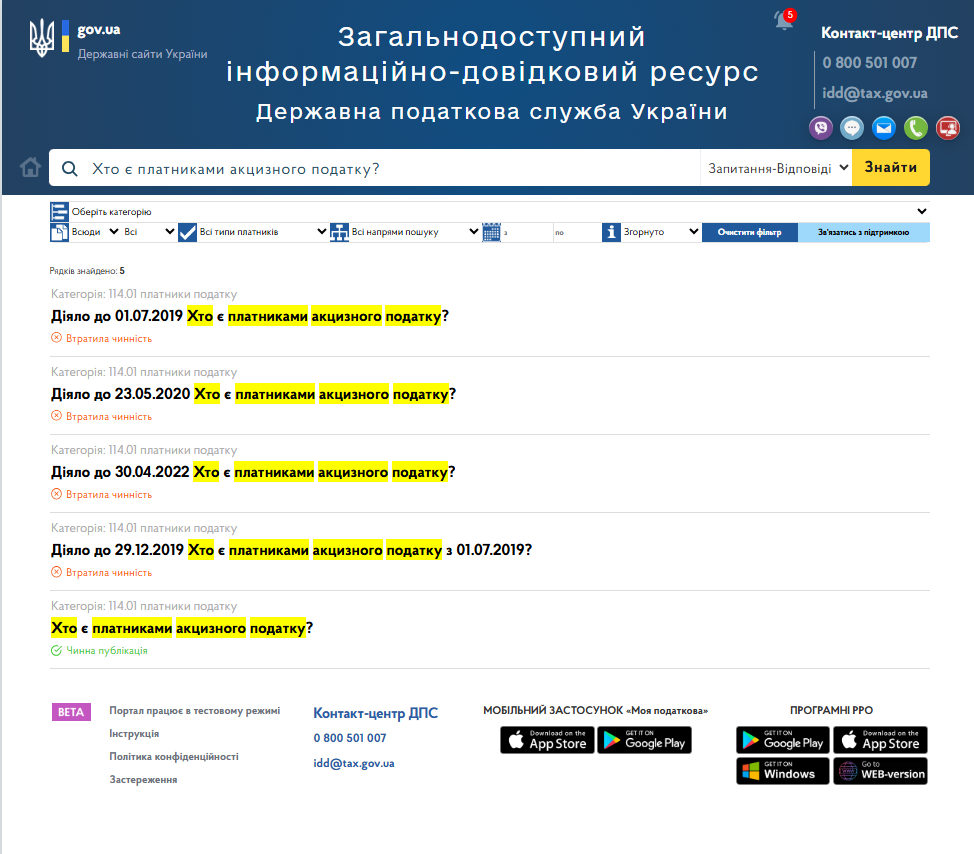 gov.ua
Державні сайти України
Загальнодоступний
інформаційно-довідковий ресурс
Державна податкова служба України
5
Контакт-центр ДПС
0 800 501 007
idd@tax.gov.ua
Хто є платниками акцизного податку?
Запитання-Відповіді
Знайти
Оберіть категорію
Всюди
Всі
Всі типи платників
Всі напрями пошуку
з
по
Згорнуто
Очистити фільтр
Зв'язатись з підтримкою
Рядків знайдено: 5
Категорія: 114.01 платники податку
Діяло до 01.07.2019 Хто є платниками акцизного податку?
Втратила чинність
Категорія: 114.01 платники податку
Діяло до 23.05.2020 Хто є платниками акцизного податку?
Втратила чинність
Категорія: 114.01 платники податку
Діяло до 30.04.2022 Хто є платниками акцизного податку?
Втратила чинність
Категорія: 114.01 платники податку
Діяло до 29.12.2019 Хто є платниками акцизного податку з 01.07.2019?
Втратила чинність
Категорія: 114.01 платники податку
Хто є платниками акцизного податку?
Чинна публікація
BETA
Портал працює в тестовому режимі
Інструкція
Політика конфіденційності
Застереження
Контакт-центр ДПС
0 800 501 007
idd@tax.gov.ua
МОБІЛЬНИЙ ЗАСТОСУНОК «Моя податкова»
Download on the
App Store
GET IT ON
Google Play
ПРОГРАМНІ РРО
GET IT ON
Google Play
Download on the
App Store
GET IT ON
Windows
Go to
WEB-version